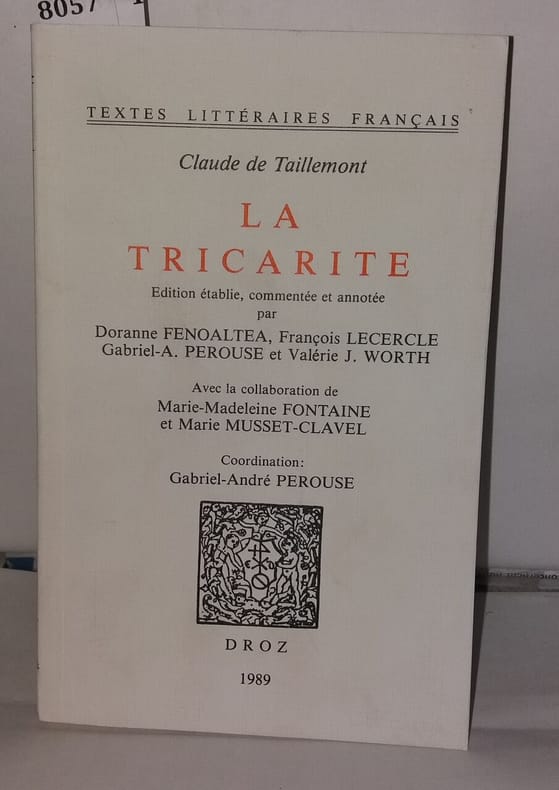 8057
TEXTES LITTÉRAIRES FRANÇAIS
Claude de Taillemont
LA
TRICARITE
Edition établie, commentée et annotée
par
Doranne FENOALTEA, François LECERCLE
Gabriel-A. PEROUSE et Valérie J. WORTH
Avec la collaboration de
Marie-Madeleine FONTAINE
et Marie MUSSET-CLAVEL
Coordination:
Gabriel-André PEROUSE
DROZ
1989